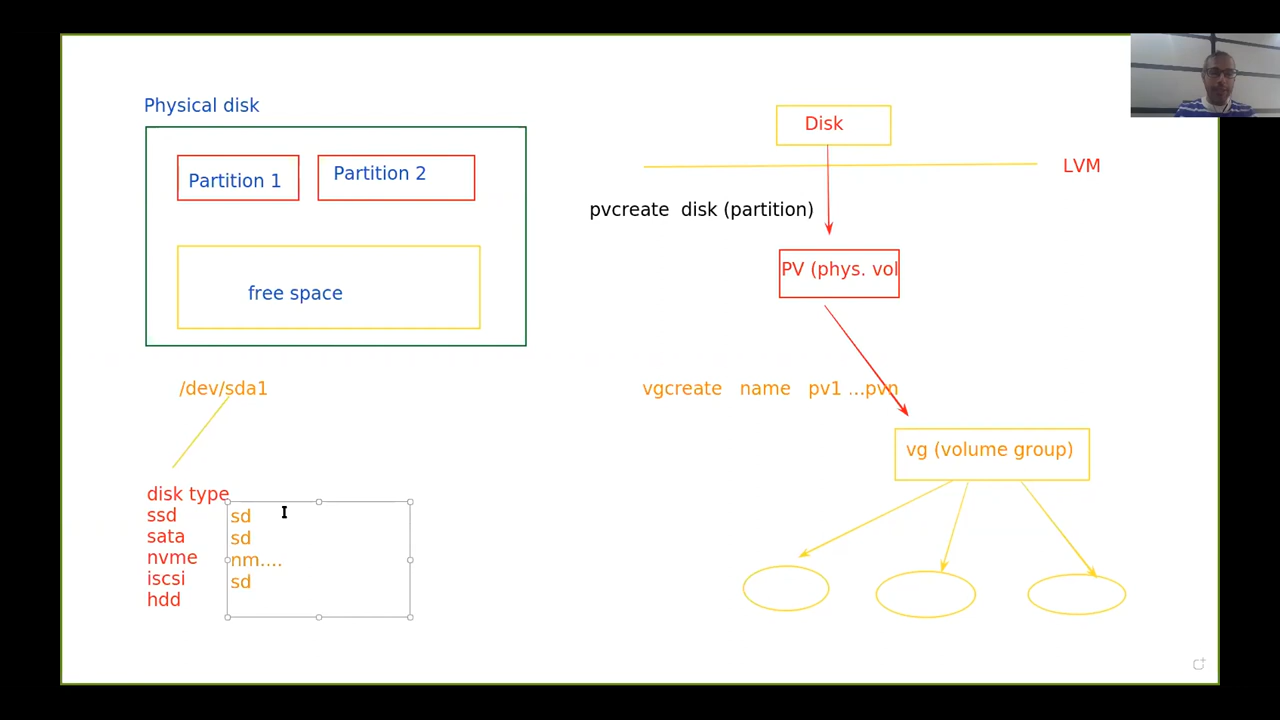 Physical disk
Partition 1
Partition 2
free space
/dev/sda1
disk type
ssd
sata
nvme
iscsi
hdd
sd
sd
nm....
sd
Disk
LVM
pvcreate disk (partition)
PV (phys. vol
vgcreate name pv1 ...pvn
vg (volume group)